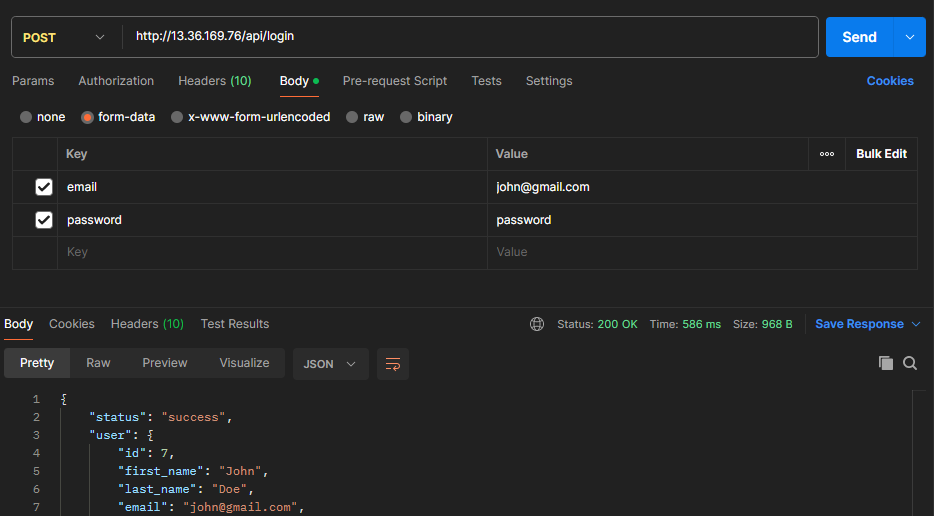 POST http://13.36.169.76/api/login Send
Params Authorization Headers (10) Body Pre-request Script Tests Settings Cookies
none form-data x-www-form-urlencoded raw binary
Key Value ooo Bulk Edit
email john@gmail.com
password password
Key Value
Body Cookies Headers (10) Test Results Status: 200 OK Time: 586 ms Size: 968 B Save Response
Pretty Raw Preview Visualize JSON
1 {
2 "status": "success",
3 "user": {
4 "id": 7,
5 "first_name": "John",
6 "last_name": "Doe",
7 "email": "john@gmail.com",